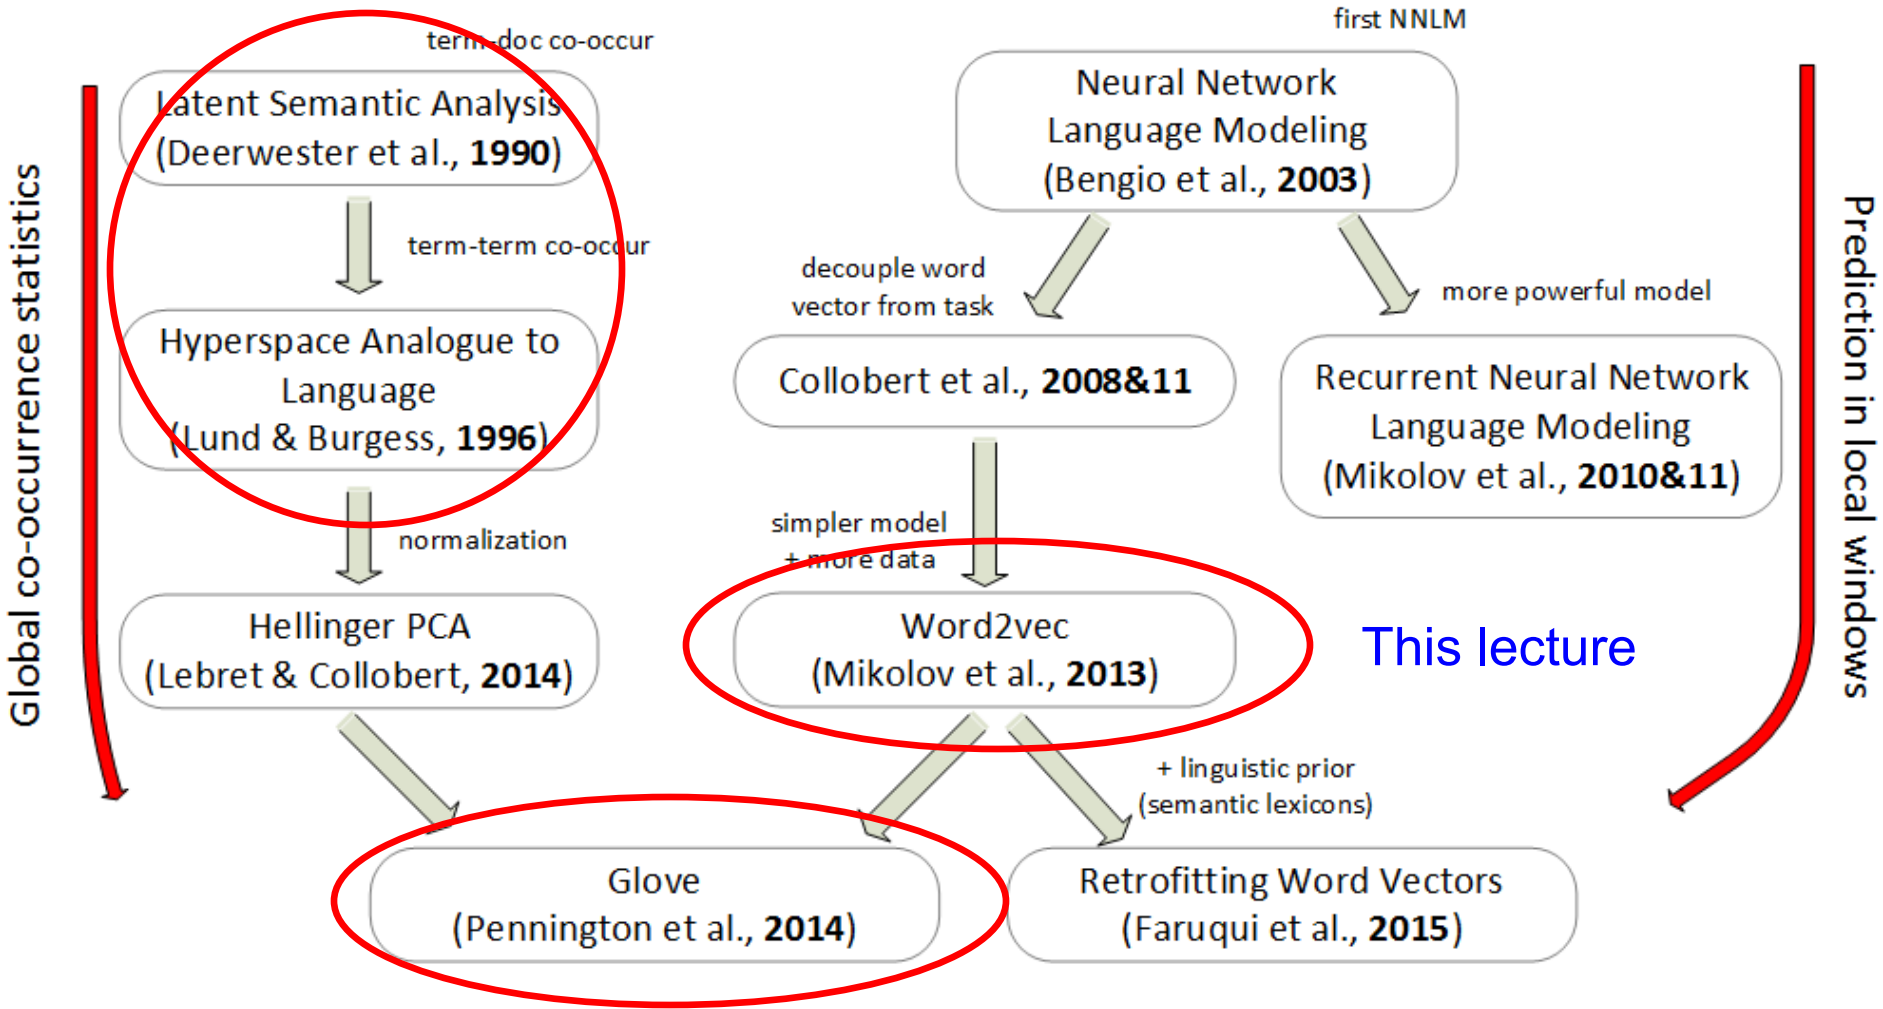 term-doc co-occur
Latent Semantic Analysis
(Deerwester et al., 1990)
term-term co-occur
Hyperspace Analogue to
Language
(Lund & Burgess, 1996)
normalization
Hellinger PCA
(Lebret & Collobert, 2014)
Global co-occurrence statistics
first NNLM
Neural Network
Language Modeling
(Bengio et al., 2003)
decouple word
vector from task
more powerful model
Collobert et al., 2008&11
Recurrent Neural Network
Language Modeling
(Mikolov et al., 2010&11)
simpler model
+ more data
Word2vec
(Mikolov et al., 2013)
This lecture
Prediction in local windows
+ linguistic prior
(semantic lexicons)
Glove
(Pennington et al., 2014)
Retrofitting Word Vectors
(Faruqui et al., 2015)